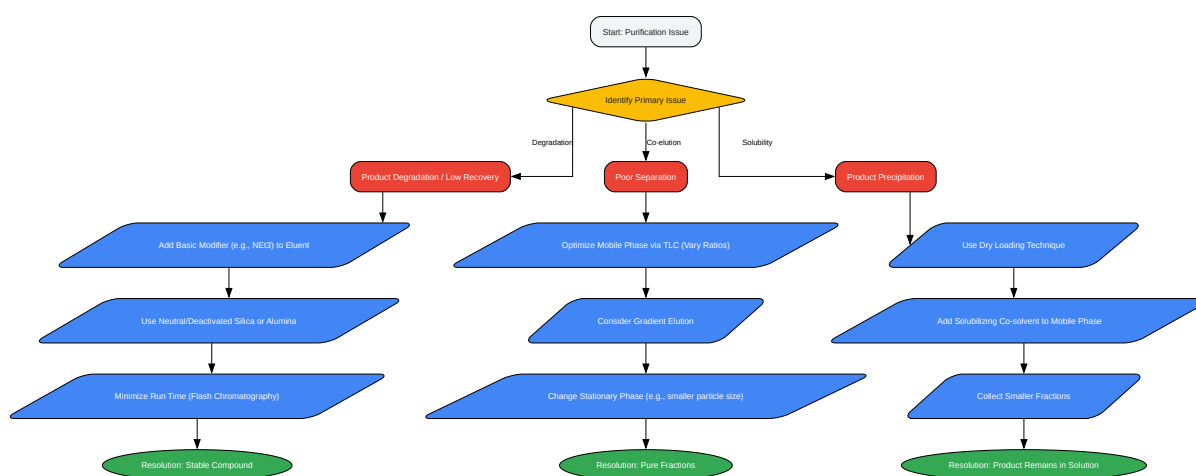 Start: Purification Issue
Identify Primary Issue
Degradation
Co-elution
Solubility
Product Degradation / Low Recovery
Poor Separation
Product Precipitation
Add Basic Modifier (e.g., NEt3) to Eluent
Optimize Mobile Phase via TLC (Vary Ratios)
Use Dry Loading Technique
Use Neutral/Deactivated Silica or Alumina
Consider Gradient Elution
Add Solubilizing Co-solvent to Mobile Phase
Minimize Run Time (Flash Chromatography)
Change Stationary Phase (e.g., smaller particle size)
Collect Smaller Fractions
Resolution: Stable Compound
Resolution: Pure Fractions
Resolution: Product Remains in Solution